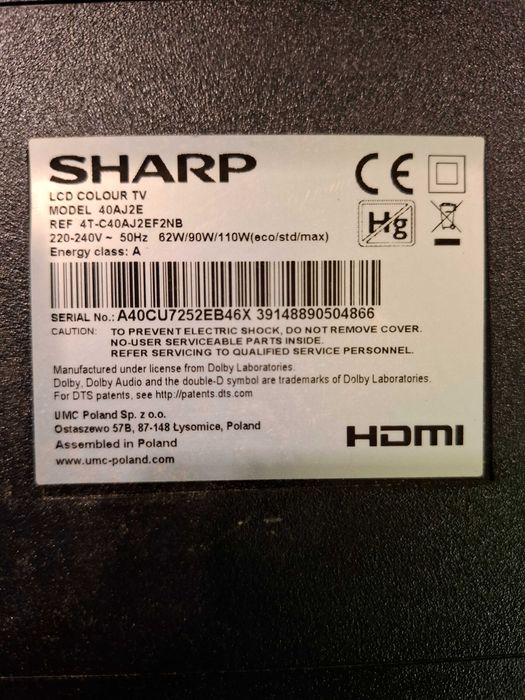 SHARP
CE
LCD COLOUR TV
MODEL 40AJ2E
REF 4T-C40AJ2EF2NB
Hg
220-240V ~ 50Hz 62W/90W/110W(eco/std/max)
Energy class: A
SERIAL No.: A40CU7252EB46X 39148890504866
CAUTION: TO PREVENT ELECTRIC SHOCK, DO NOT REMOVE COVER.
NO-USER SERVICEABLE PARTS INSIDE.
REFER SERVICING TO QUALIFIED SERVICE PERSONNEL.
Manufactured under license from Dolby Laboratories.
Dolby, Dolby Audio and the double-D symbol are trademarks of Dolby Laboratories.
For DTS patents, see http://patents.dts.com
UMC Poland Sp. z o.o.
Ostaszewo 57B, 87-148 Łysomice, Poland
Assembled in Poland
HDMI
www.umc-poland.com